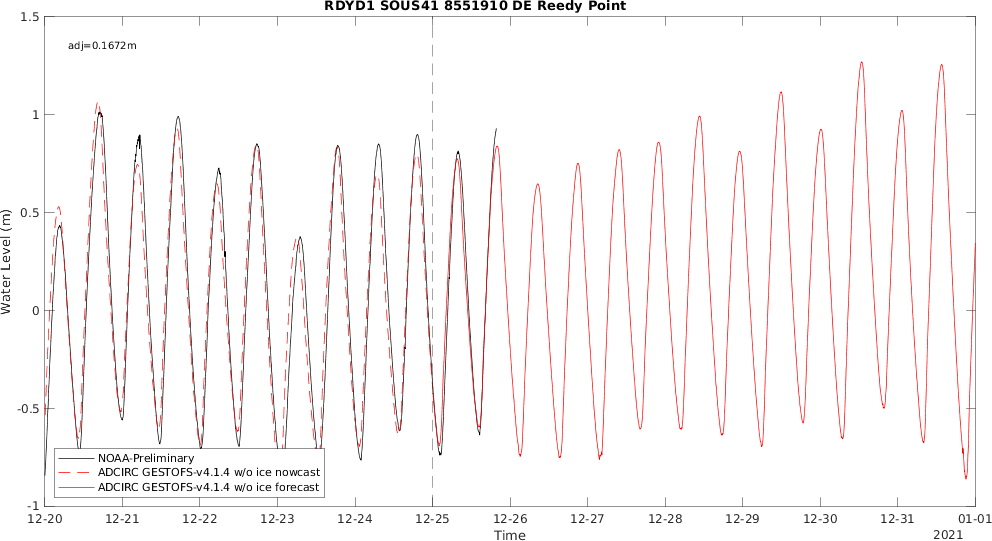 RDYD1 SOUS41 8551910 DE Reedy Point
adj=0.1672m
1.5
1
0.5
0
-0.5
-1
Water Level (m)
NOAA-Preliminary
ADCIRC GESTOFS-v4.1.4 w/o ice nowcast
ADCIRC GESTOFS-v4.1.4 w/o ice forecast
12-20 12-21 12-22 12-23 12-24 12-25 12-26 12-27 12-28 12-29 12-30 12-31 01-01
Time
2021